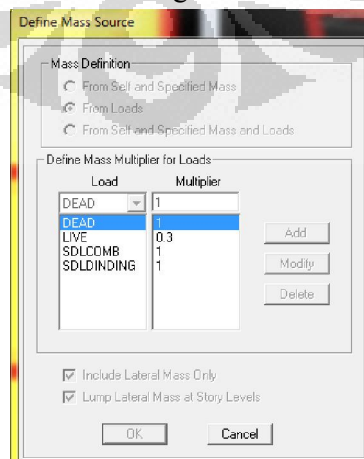 Define Mass Source
Mass Definition
From Self and Specified Mass
From Loads
From Self and Specified Mass and Loads
Define Mass Multiplier for Loads
Load Multiplier
DEAD 1
DEAD 1
LIVE 0.3
SDLCOMB 1
SDLDINDING 1
Add
Modify
Delete
Include Lateral Mass Only
Lump Lateral Mass at Story Levels
OK Cancel